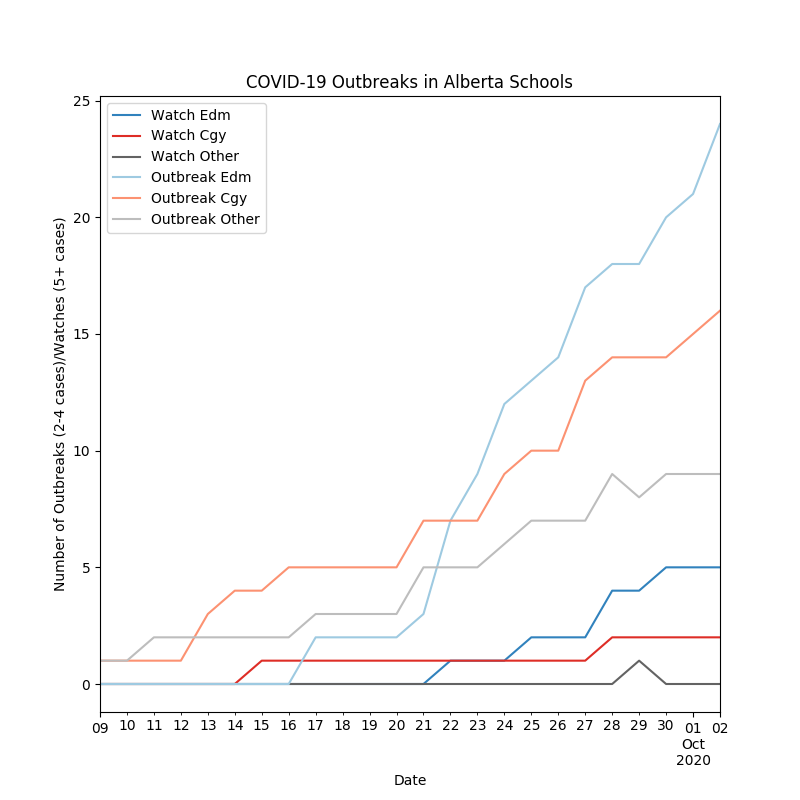 COVID-19 Outbreaks in Alberta Schools
25
20
15
10
5
0
Number of Outbreaks (2-4 cases)/Watches (5+ cases)
Watch Edm
Watch Cgy
Watch Other
Outbreak Edm
Outbreak Cgy
Outbreak Other
09 10 11 12 13 14 15 16 17 18 19 20 21 22 23 24 25 26 27 28 29 30 01 02
Oct
2020
Date